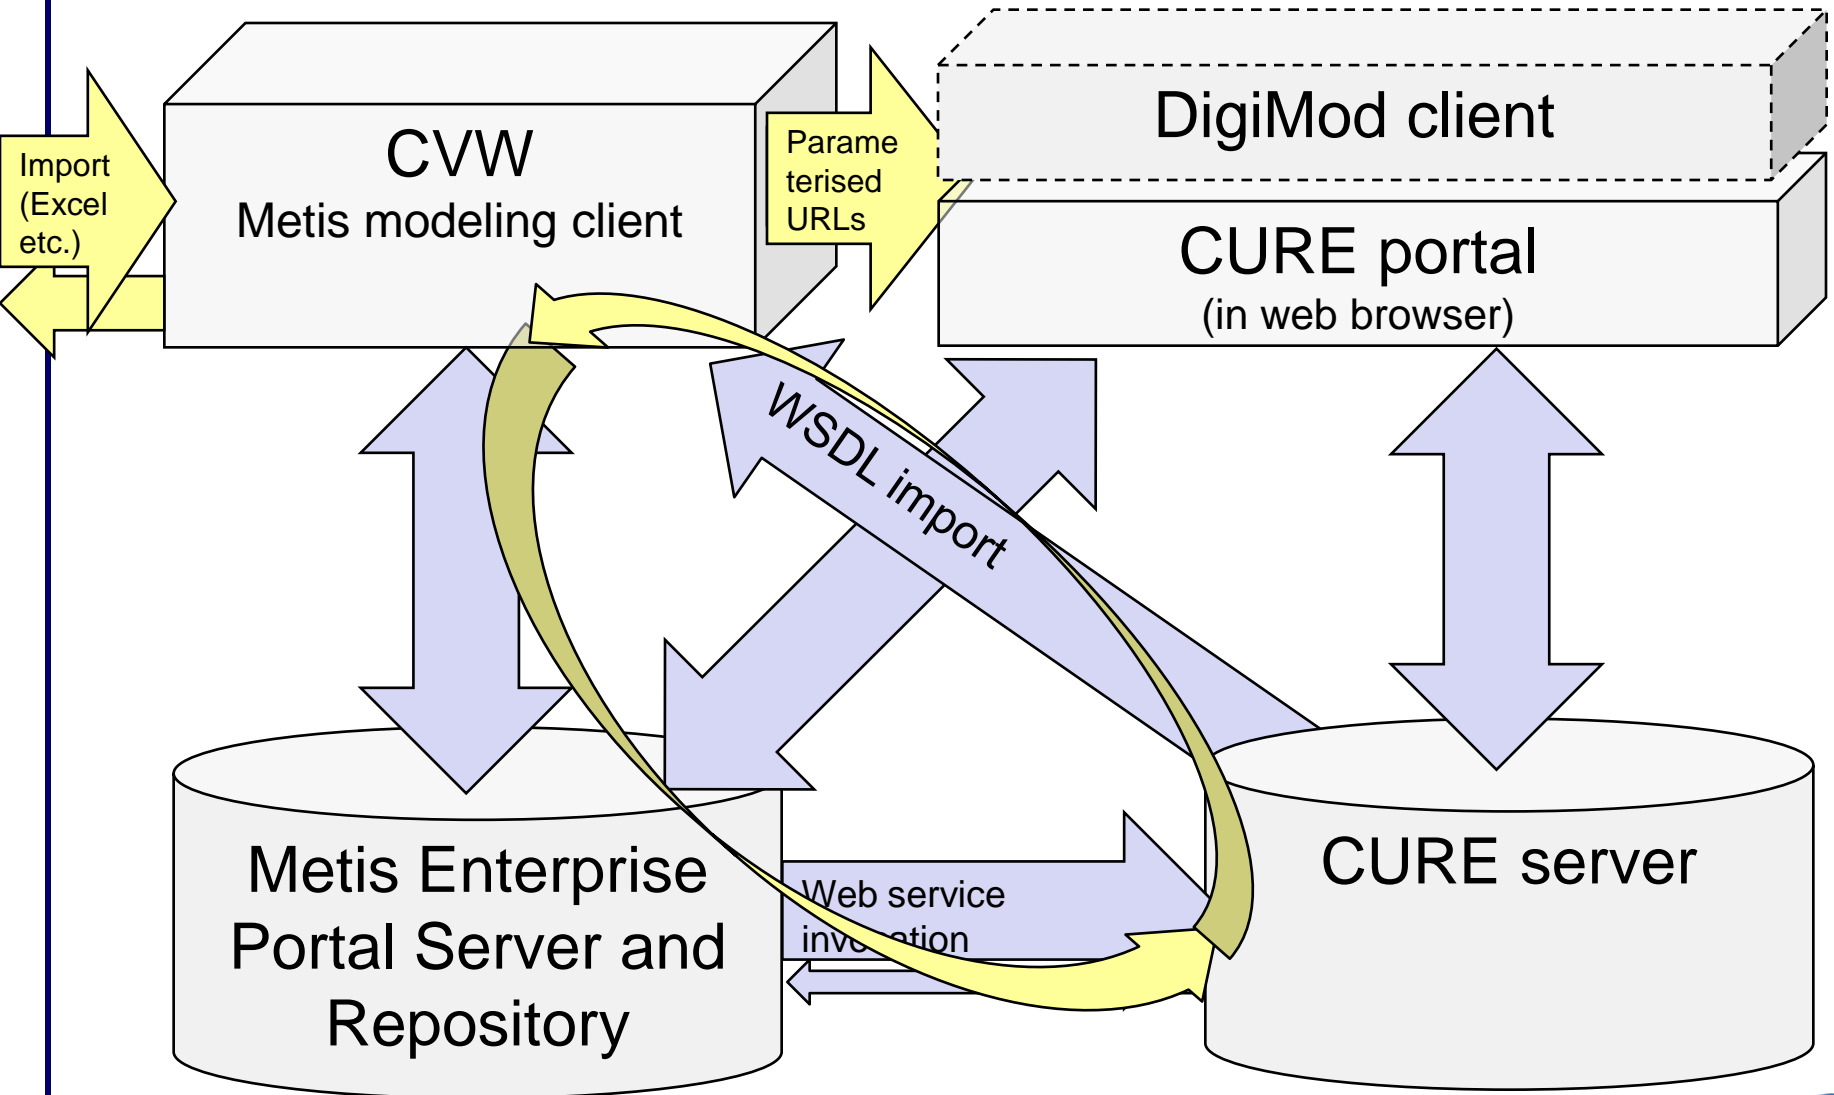 Import
(Excel
etc.)
CVW
Metis modeling client
Parame
terised
URLs
DigiMod client
CURE portal
(in web browser)
WSDL import
Metis Enterprise
Portal Server and
Repository
Web service
invocation
CURE server